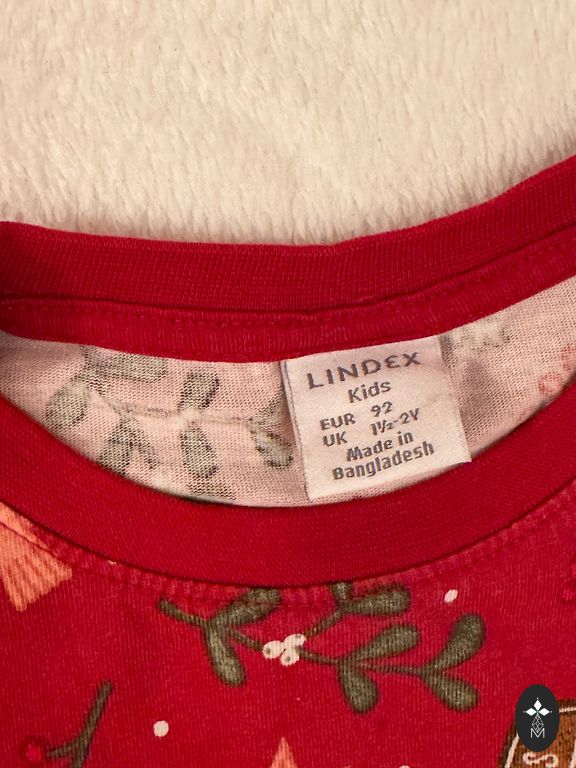 LINDEX
Kids
EUR 92
UK 1½-2Y
Made in
Bangladesh
M